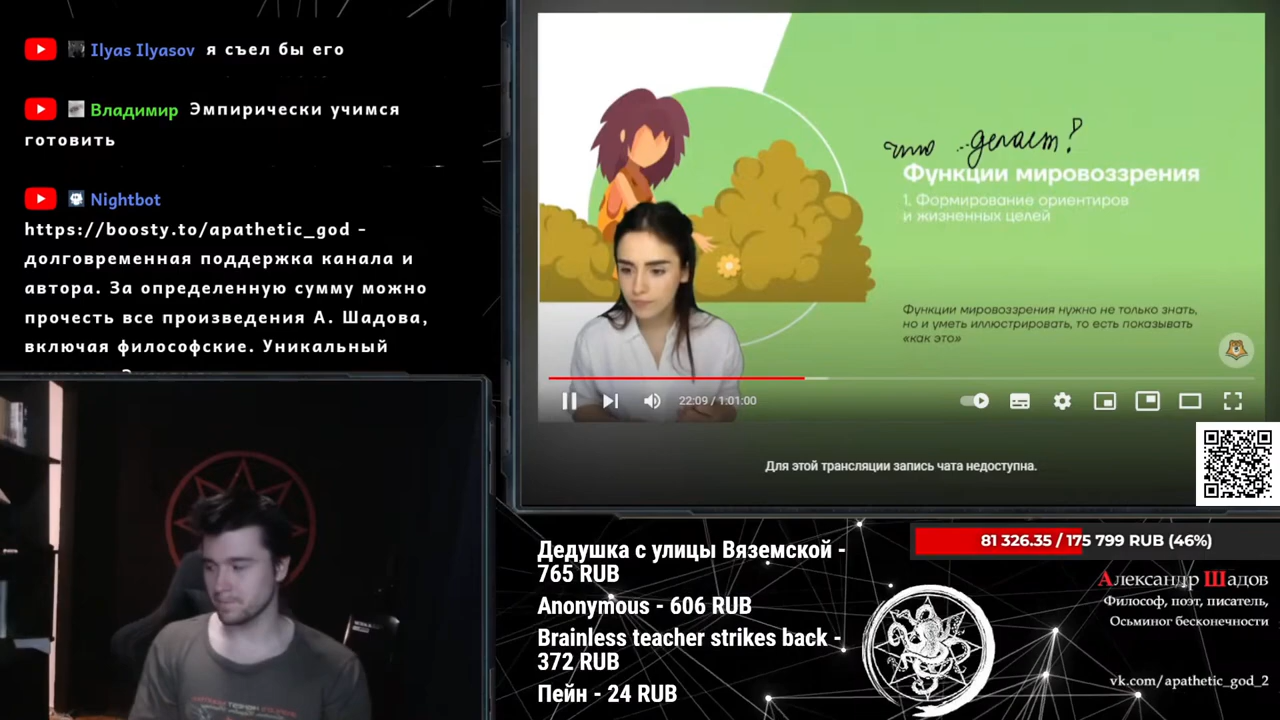 Ilyas Ilyasov я съел бы его
Владимир Эмпирически учимся
готовить
Nightbot
https://boosty.to/apathetic_god -
долговременная поддержка канала и
автора. За определенную сумму можно
прочесть все произведения А. Шадова,
включая философские. Уникальный
что делает?
Функции мировоззрения
1. Формирование ориентиров
и жизненных целей
Функции мировоззрения нужно не только знать,
но и уметь иллюстрировать, то есть показывать
«как это»
22:09 / 1:01:00
Для этой трансляции запись чата недоступна.
81 326.35 / 175 799 RUB (46%)
Дедушка с улицы Вяземской -
765 RUB
Anonymous - 606 RUB
Brainless teacher strikes back -
372 RUB
Пейн - 24 RUB
Александр Шадов
Философ, поэт, писатель,
Осьминог бесконечности
vk.com/apathetic_god_2